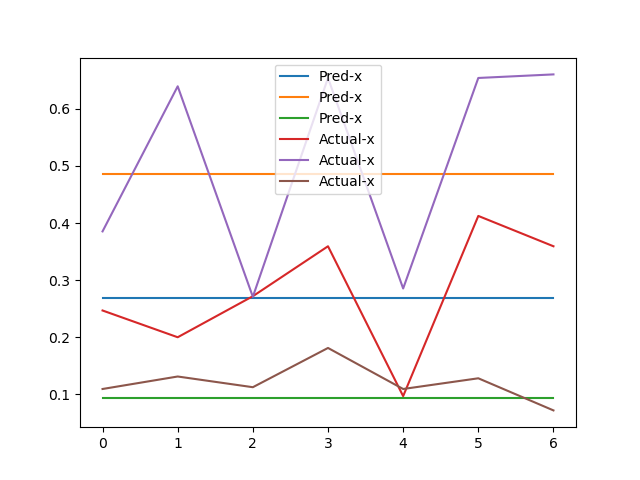 Pred-x
Pred-x
Pred-x
Actual-x
Actual-x
Actual-x
0.6
0.5
0.4
0.3
0.2
0.1
0 1 2 3 4 5 6